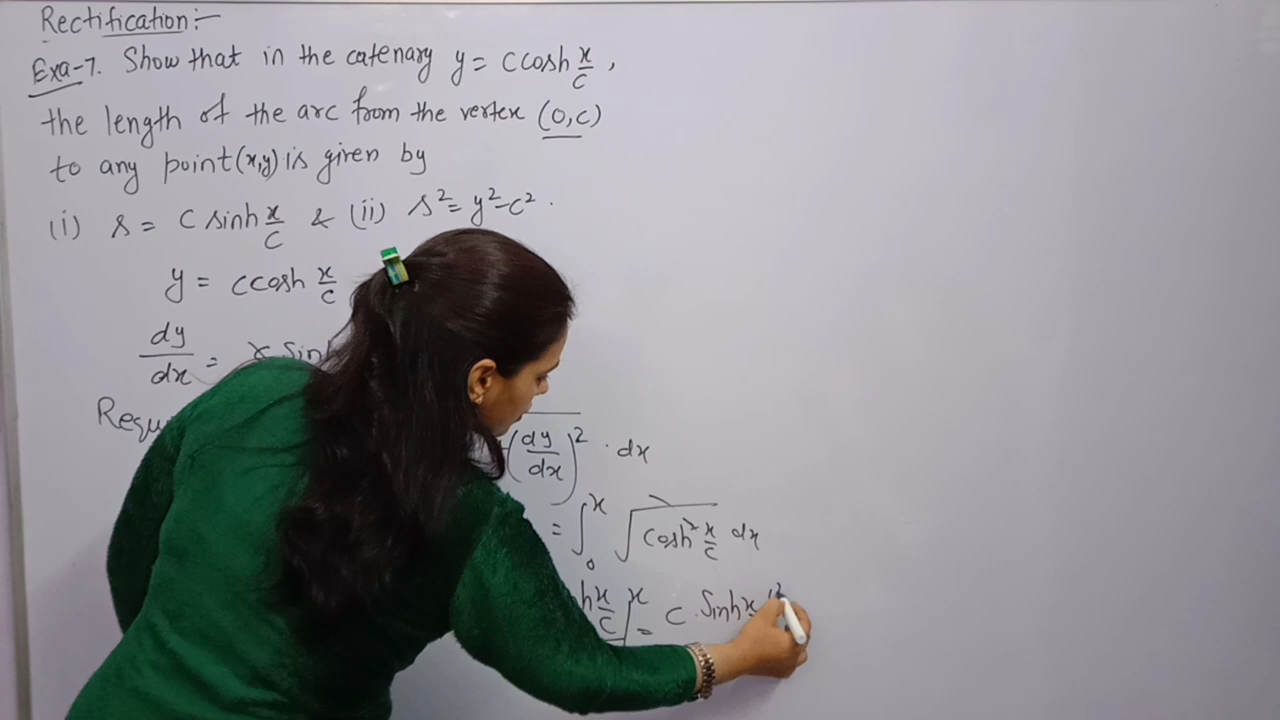 Rectification:-
Exa-7. Show that in the catenary y = c cosh x/c ,
the length of the arc from the vertex (0,c)
to any point (x,y) is given by
(i) s = c sinh x/c & (ii) s² = y² - c² .
y = c cosh x/c
dy/dx = c sinh
Requ
(dy/dx)² · dx
= ∫₀ˣ √(cosh² x/c) dx
h x/c |ˣ = c · Sinh x